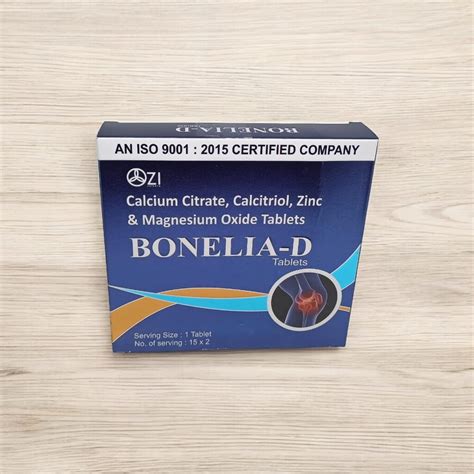 BONELIA-D
AN ISO 9001 : 2015 CERTIFIED COMPANY
OZI
Calcium Citrate, Calcitriol, Zinc
& Magnesium Oxide Tablets
BONELIA-D
Tablets
Serving Size : 1 Tablet
No. of serving : 15 x 2